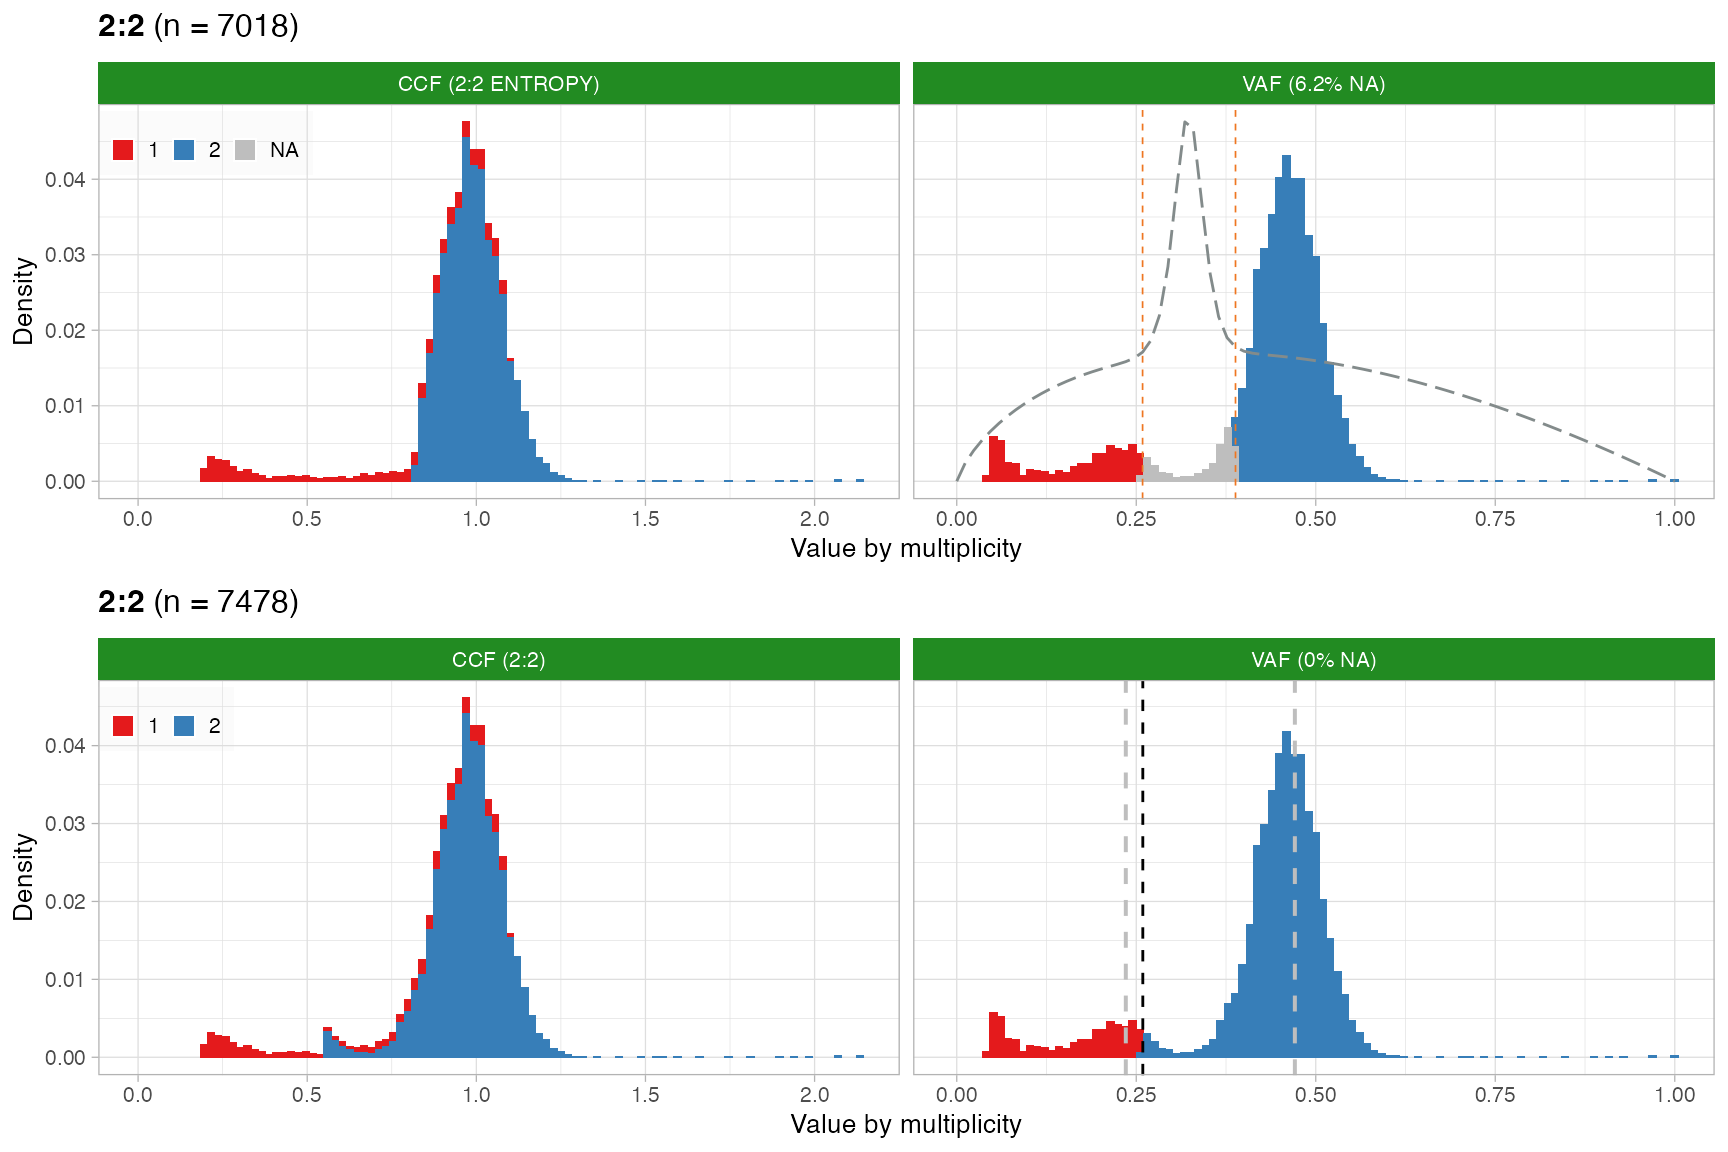 2:2 (n = 7018)
CCF (2:2 ENTROPY)
VAF (6.2% NA)
1 2 NA
Density
0.04
0.03
0.02
0.01
0.00
0.0 0.5 1.0 1.5 2.0
0.00 0.25 0.50 0.75 1.00
Value by multiplicity
2:2 (n = 7478)
CCF (2:2)
VAF (0% NA)
1 2
Density
0.04
0.03
0.02
0.01
0.00
0.0 0.5 1.0 1.5 2.0
0.00 0.25 0.50 0.75 1.00
Value by multiplicity